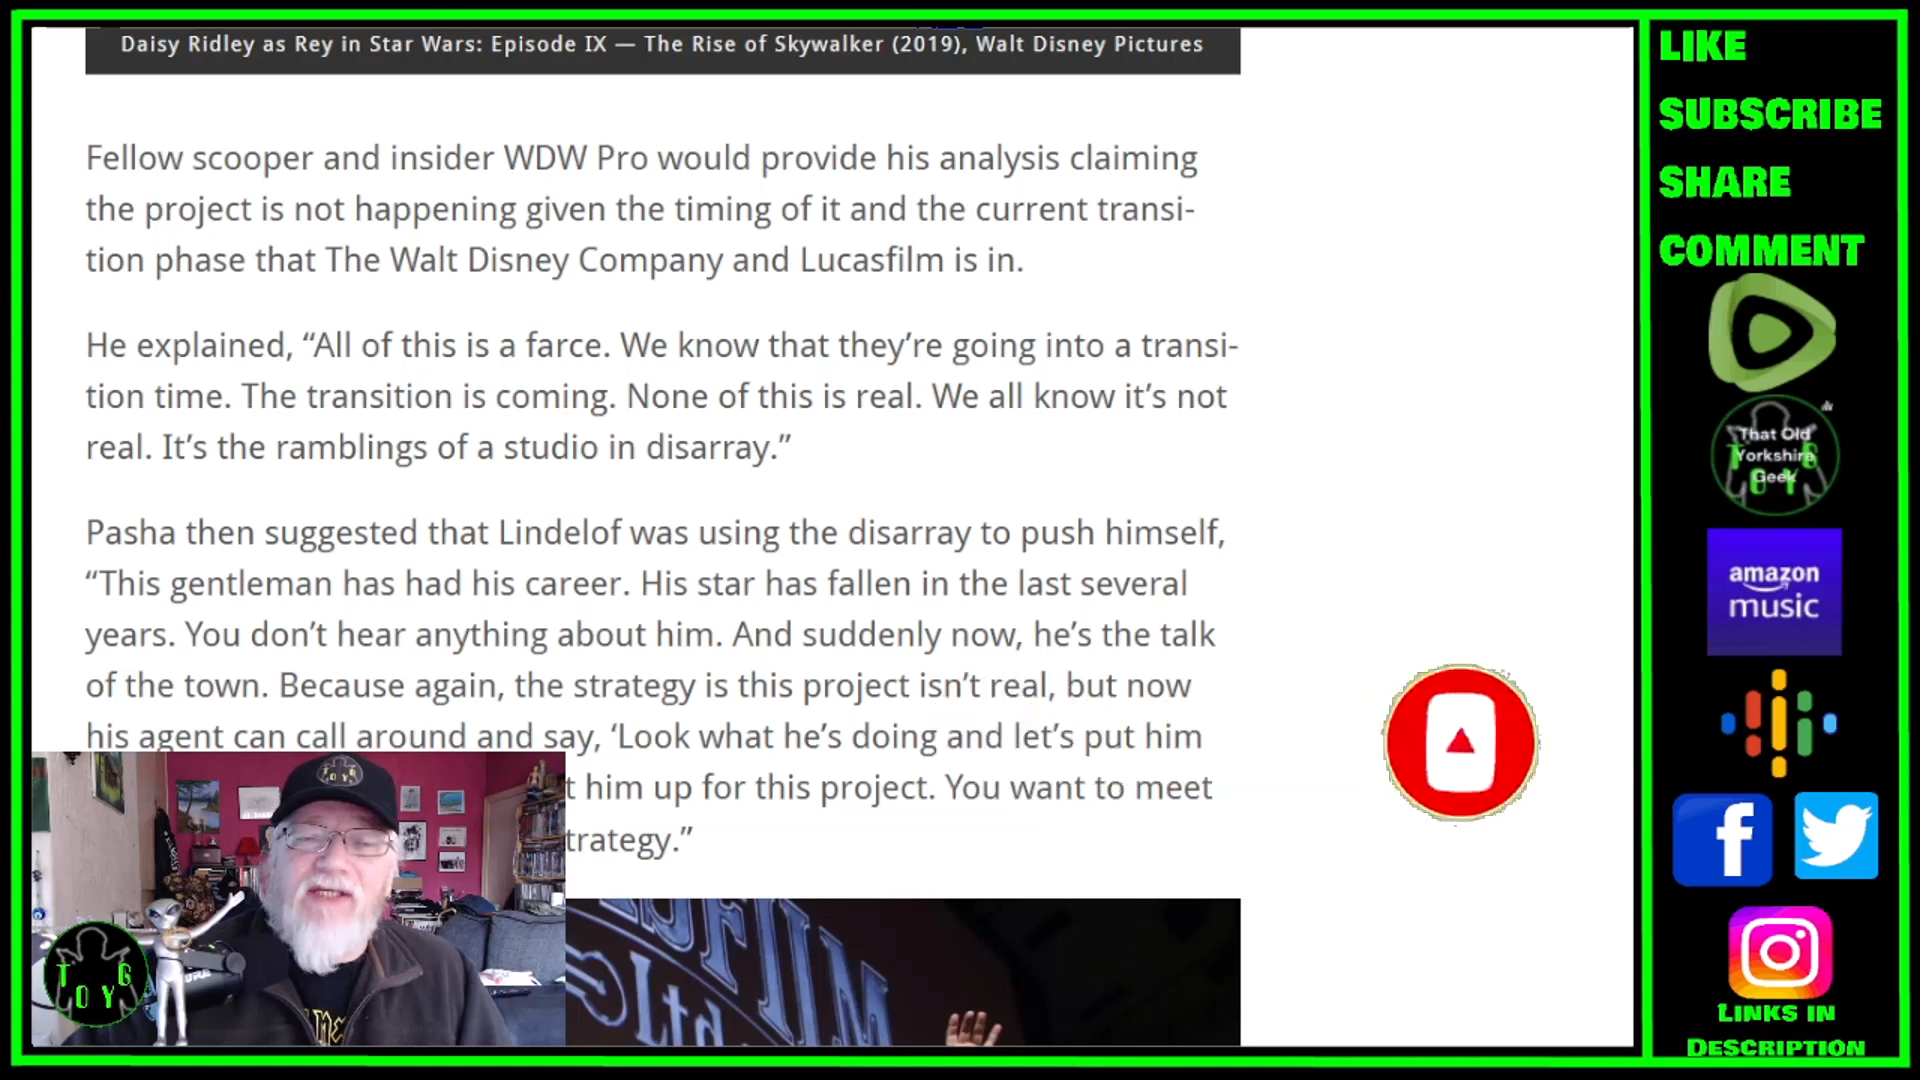 Daisy Ridley as Rey in Star Wars: Episode IX — The Rise of Skywalker (2019), Walt Disney Pictures
Fellow scooper and insider WDW Pro would provide his analysis claiming
the project is not happening given the timing of it and the current transi-
tion phase that The Walt Disney Company and Lucasfilm is in.
He explained, “All of this is a farce. We know that they’re going into a transi-
tion time. The transition is coming. None of this is real. We all know it’s not
real. It’s the ramblings of a studio in disarray.”
Pasha then suggested that Lindelof was using the disarray to push himself,
“This gentleman has had his career. His star has fallen in the last several
years. You don’t hear anything about him. And suddenly now, he’s the talk
of the town. Because again, the strategy is this project isn’t real, but now
his agent can call around and say, ‘Look what he’s doing and let’s put him
t him up for this project. You want to meet
trategy.”
SFILM
Ltd
TOYG
TOYG
LIKE
SUBSCRIBE
SHARE
COMMENT
That Old
Yorkshire
Geek
TOYG
amazon
music
LINKS IN
DESCRIPTION